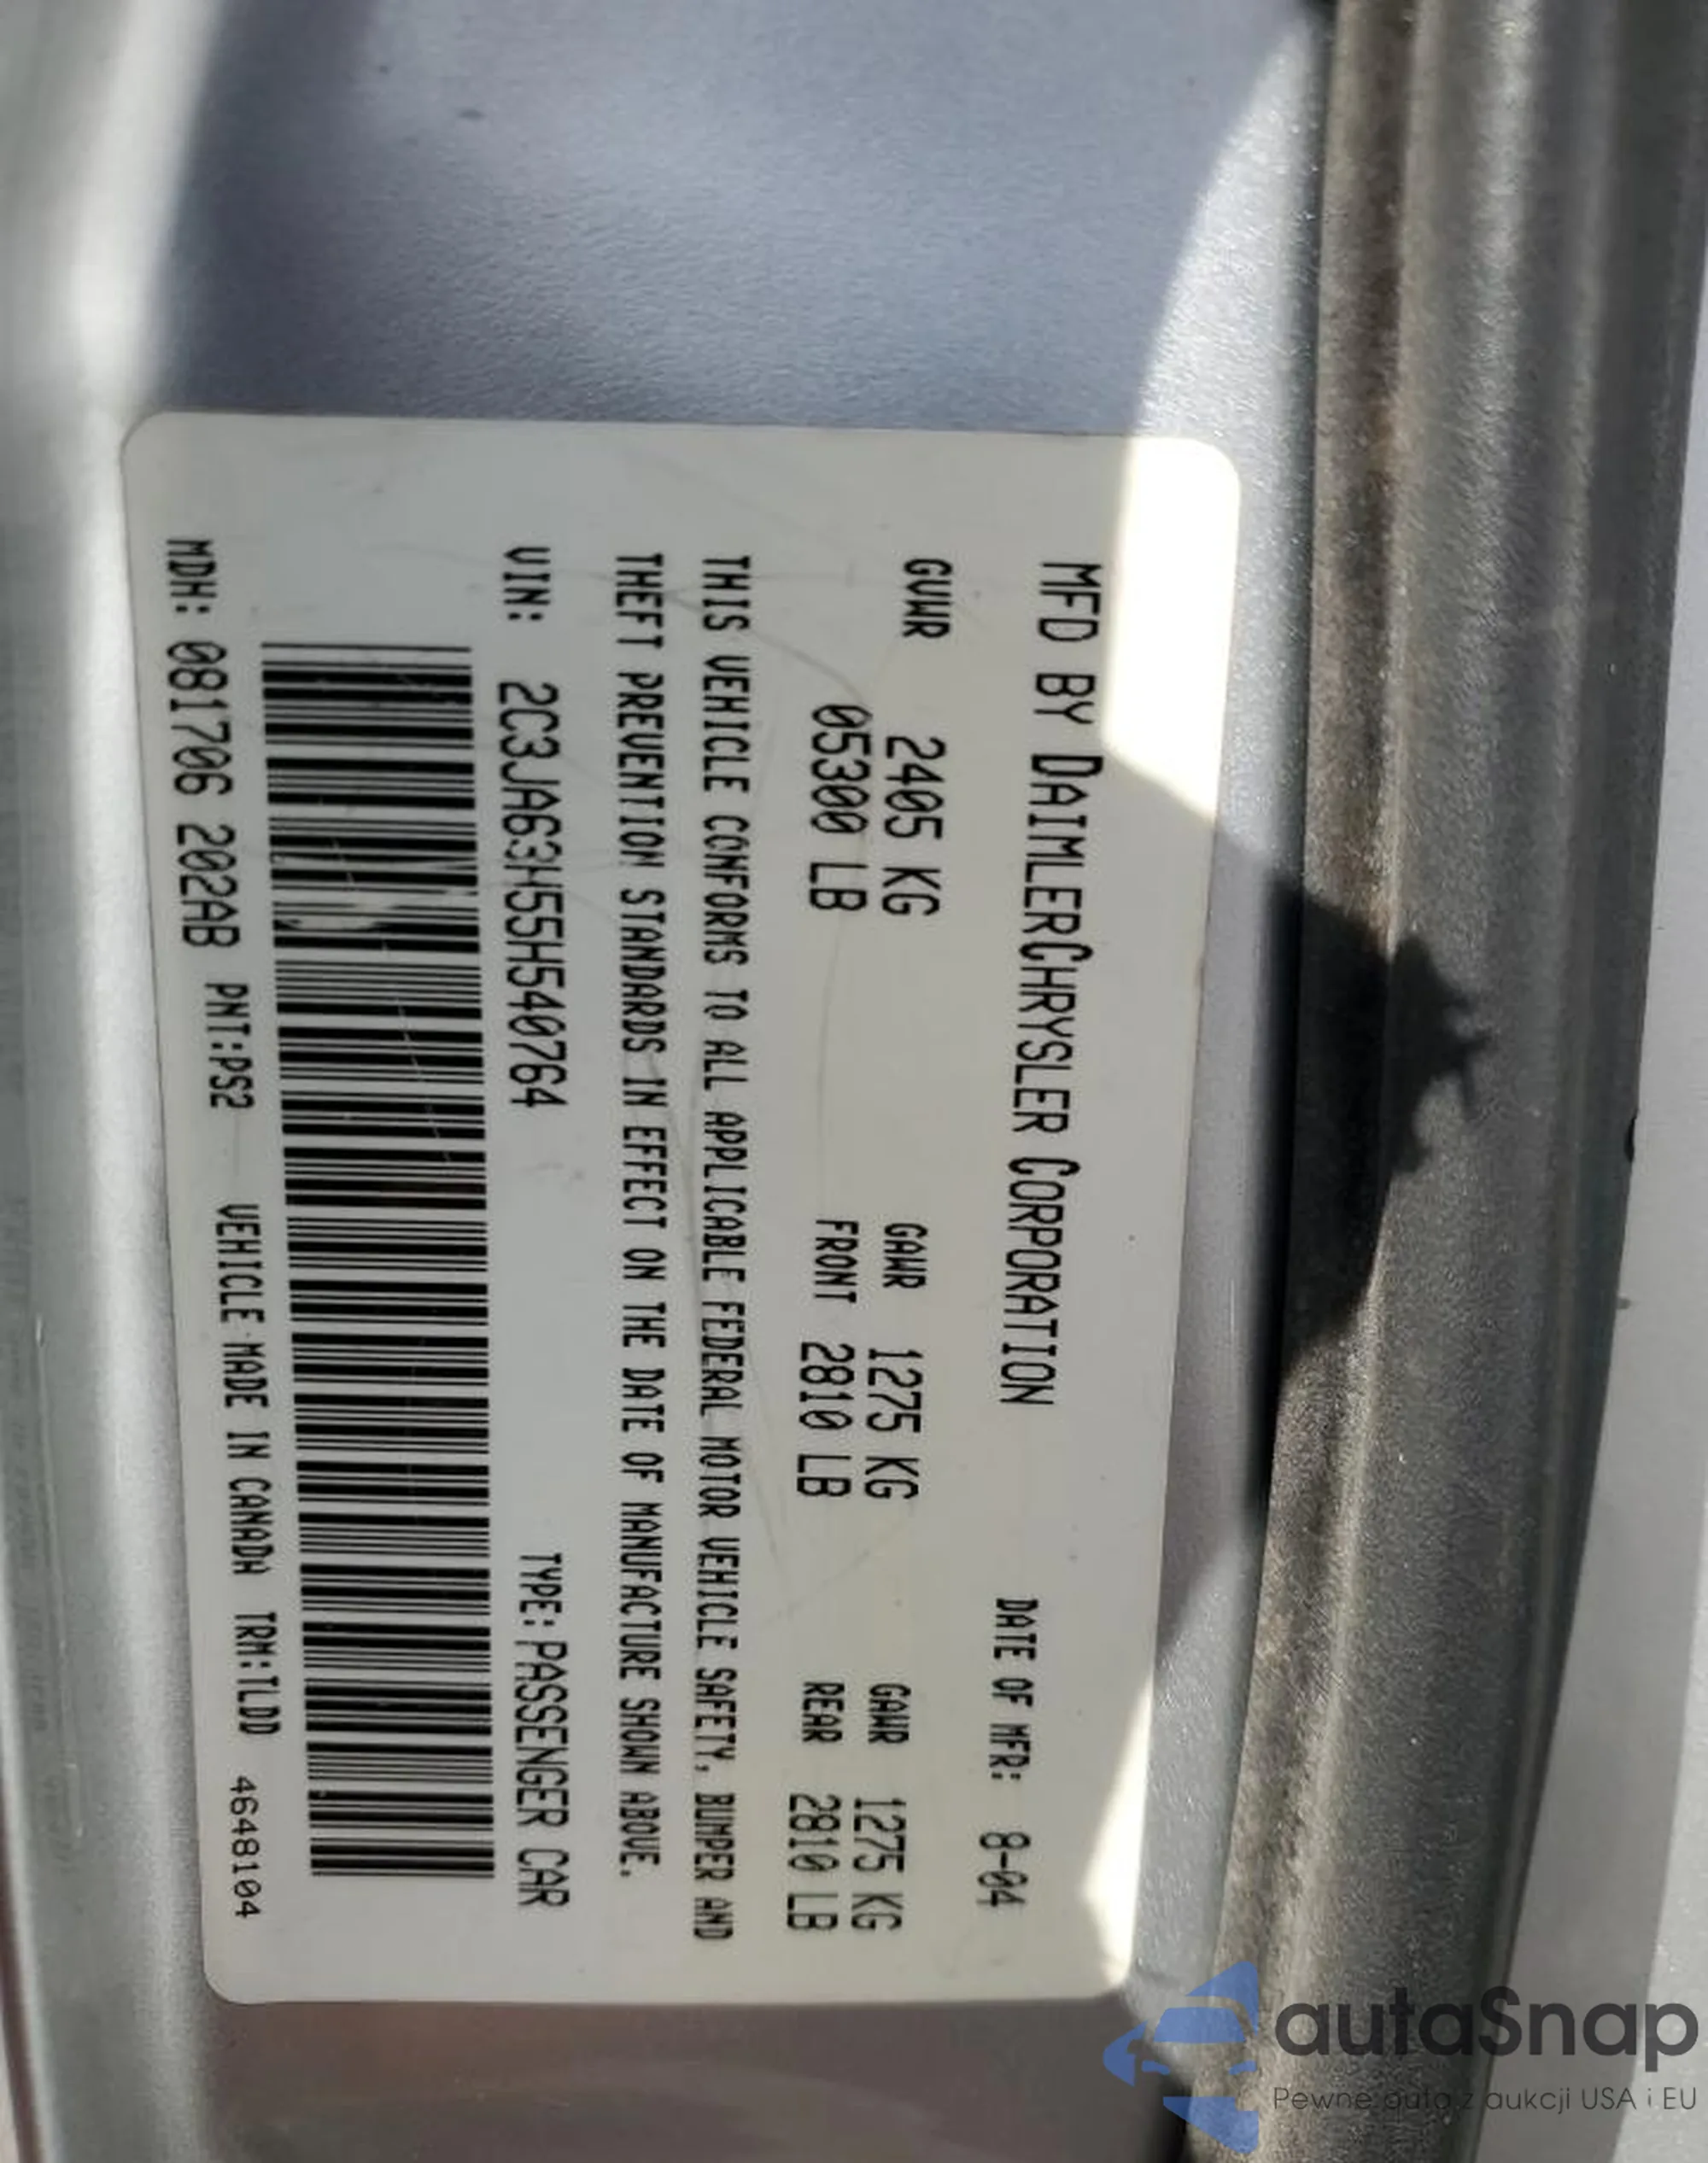 MFD BY DAIMLERCHRYSLER CORPORATION DATE OF MFR: 8-04
GVWR 2405 KG GAWR 1275 KG GAWR 1275 KG
05300 LB FRONT 2810 LB REAR 2810 LB
THIS VEHICLE CONFORMS TO ALL APPLICABLE FEDERAL MOTOR VEHICLE SAFETY, BUMPER AND
THEFT PREVENTION STANDARDS IN EFFECT ON THE DATE OF MANUFACTURE SHOWN ABOVE.
VIN: 2C3JA63H55H540764 TYPE: PASSENGER CAR
MDH: 081706 202AB PNT:PS2 VEHICLE MADE IN CANADA TRM:TLDD 4648104
autaSnap
Pewne auta z aukcji USA i EU